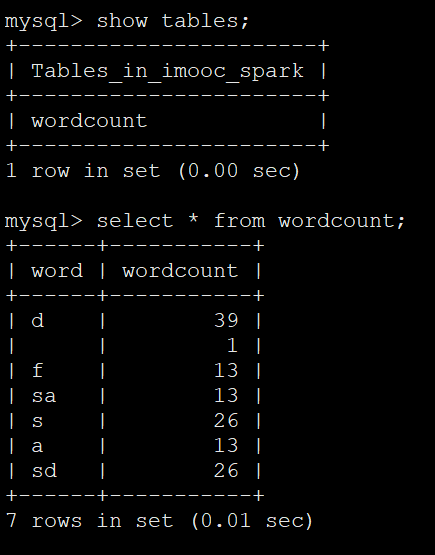 mysql> show tables;
+-----------------------+
| Tables_in_imooc_spark |
+-----------------------+
| wordcount             |
+-----------------------+
1 row in set (0.00 sec)

mysql> select * from wordcount;
+------+-----------+
| word | wordcount |
+------+-----------+
| d    |        39 |
|      |         1 |
| f    |        13 |
| sa   |        13 |
| s    |        26 |
| a    |        13 |
| sd   |        26 |
+------+-----------+
7 rows in set (0.01 sec)